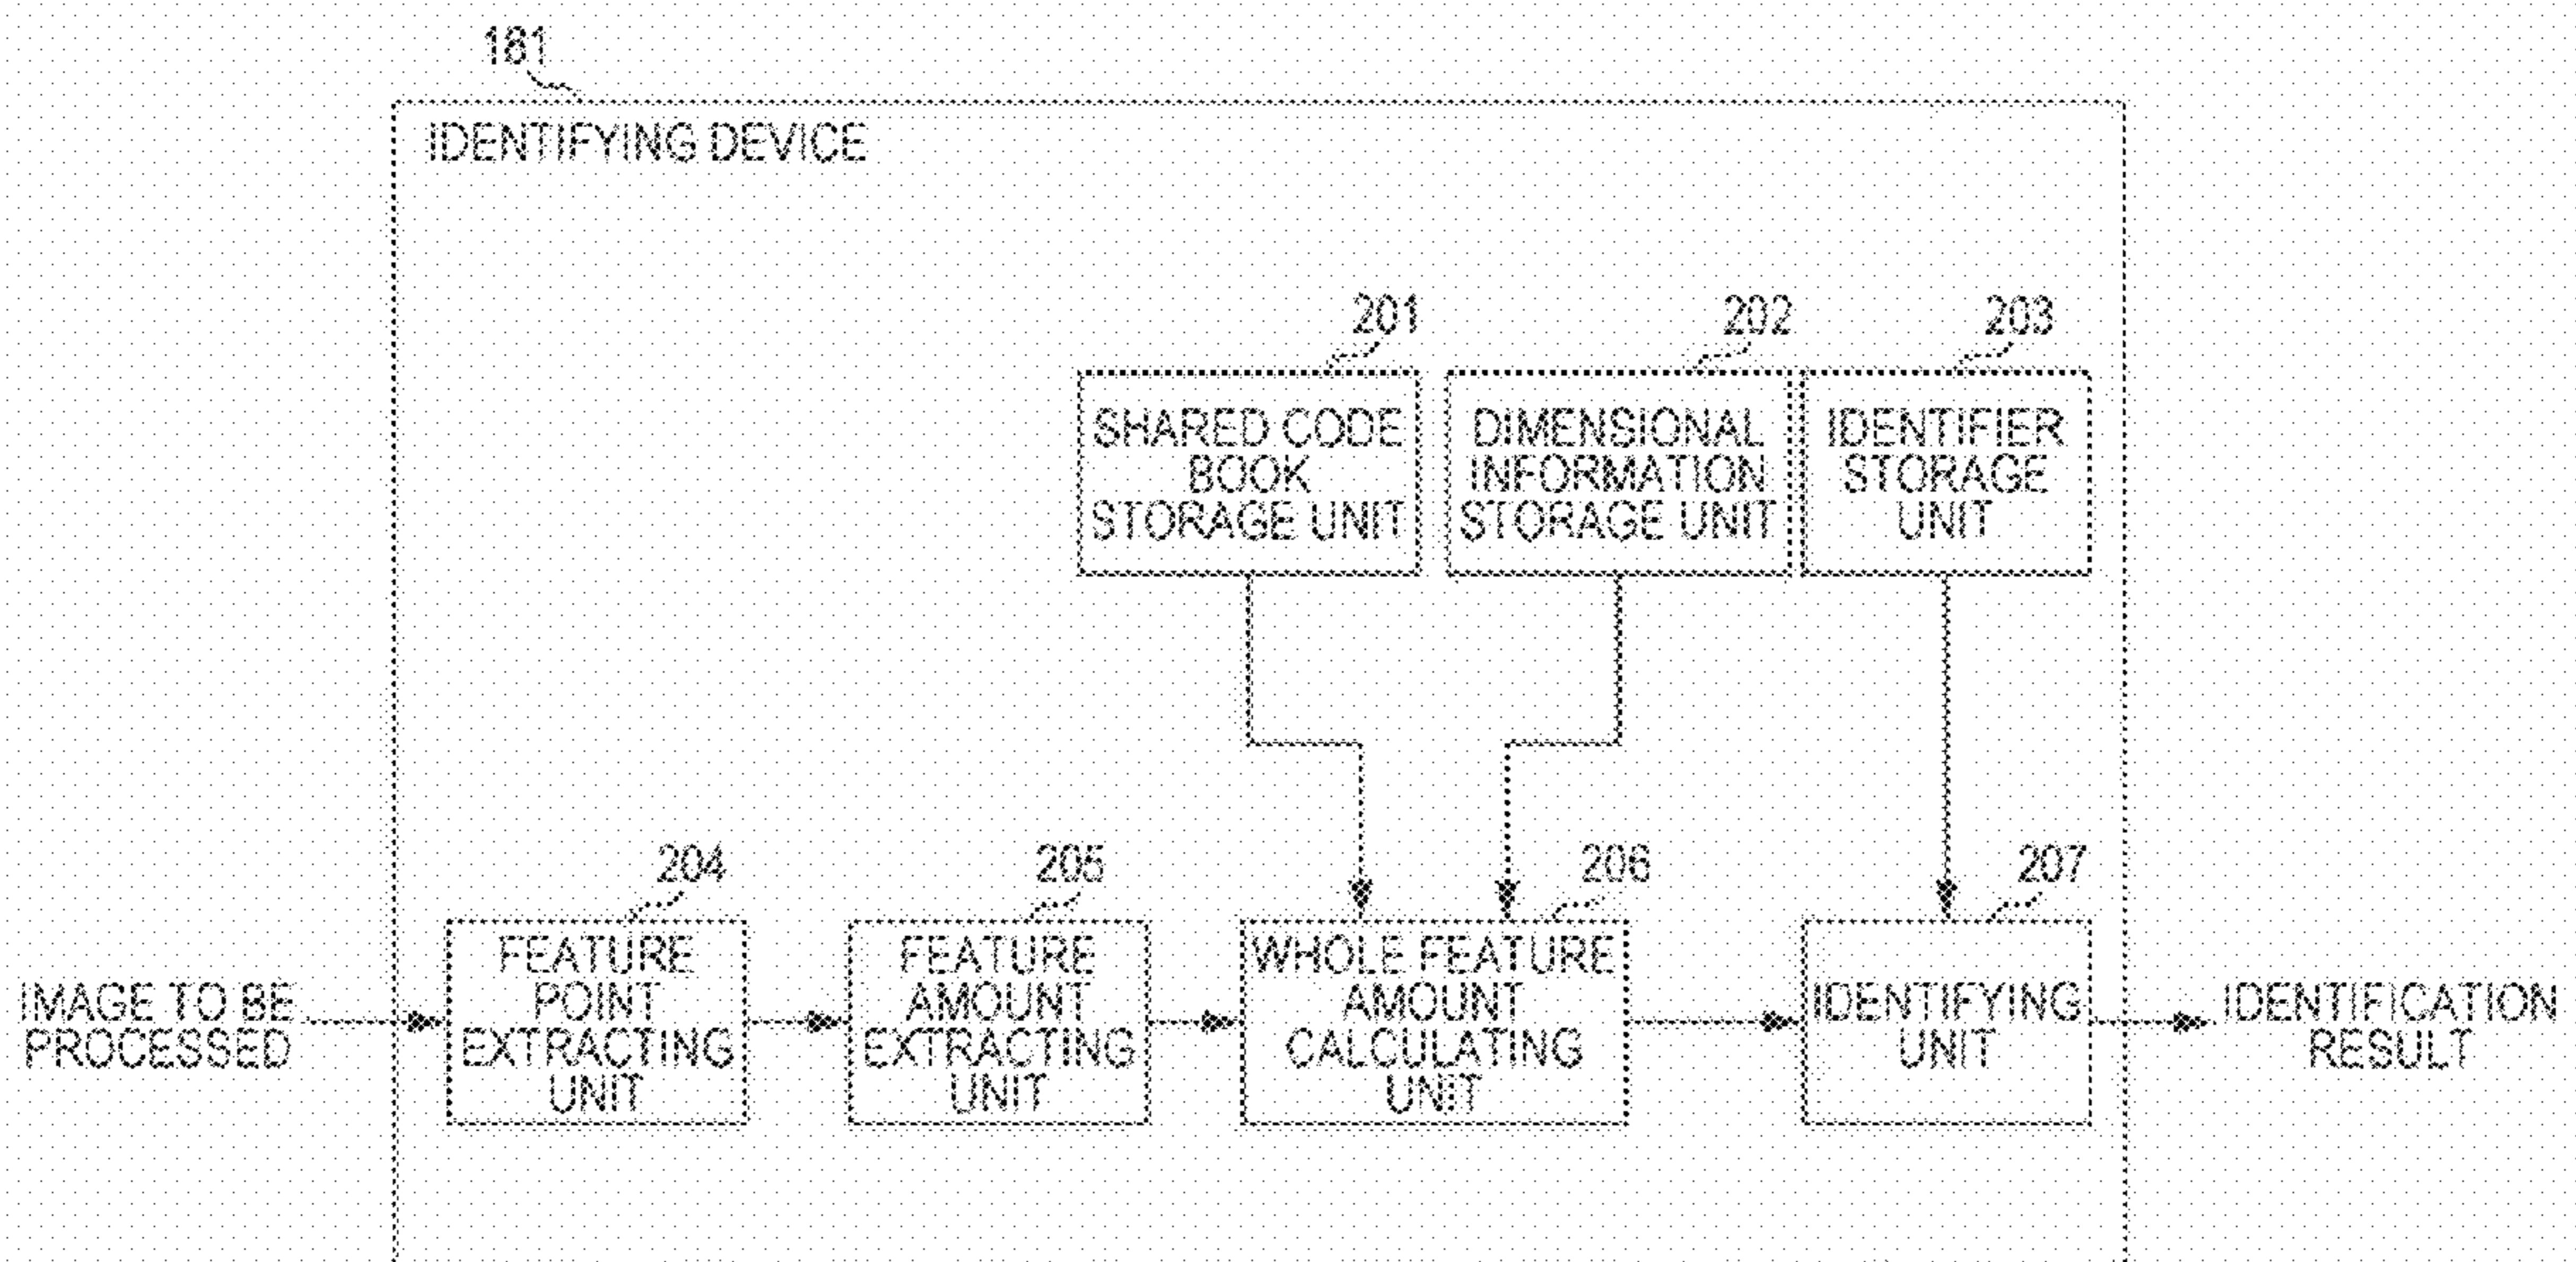 181
IDENTIFYING DEVICE
201
202
203
SHARED CODE
BOOK
STORAGE UNIT
DIMENSIONAL
INFORMATION
STORAGE UNIT
IDENTIFIER
STORAGE
UNIT
204
205
206
207
IMAGE TO BE
PROCESSED
FEATURE
POINT
EXTRACTING
UNIT
FEATURE
AMOUNT
EXTRACTING
UNIT
WHOLE FEATURE
AMOUNT
CALCULATING
UNIT
IDENTIFYING
UNIT
IDENTIFICATION
RESULT